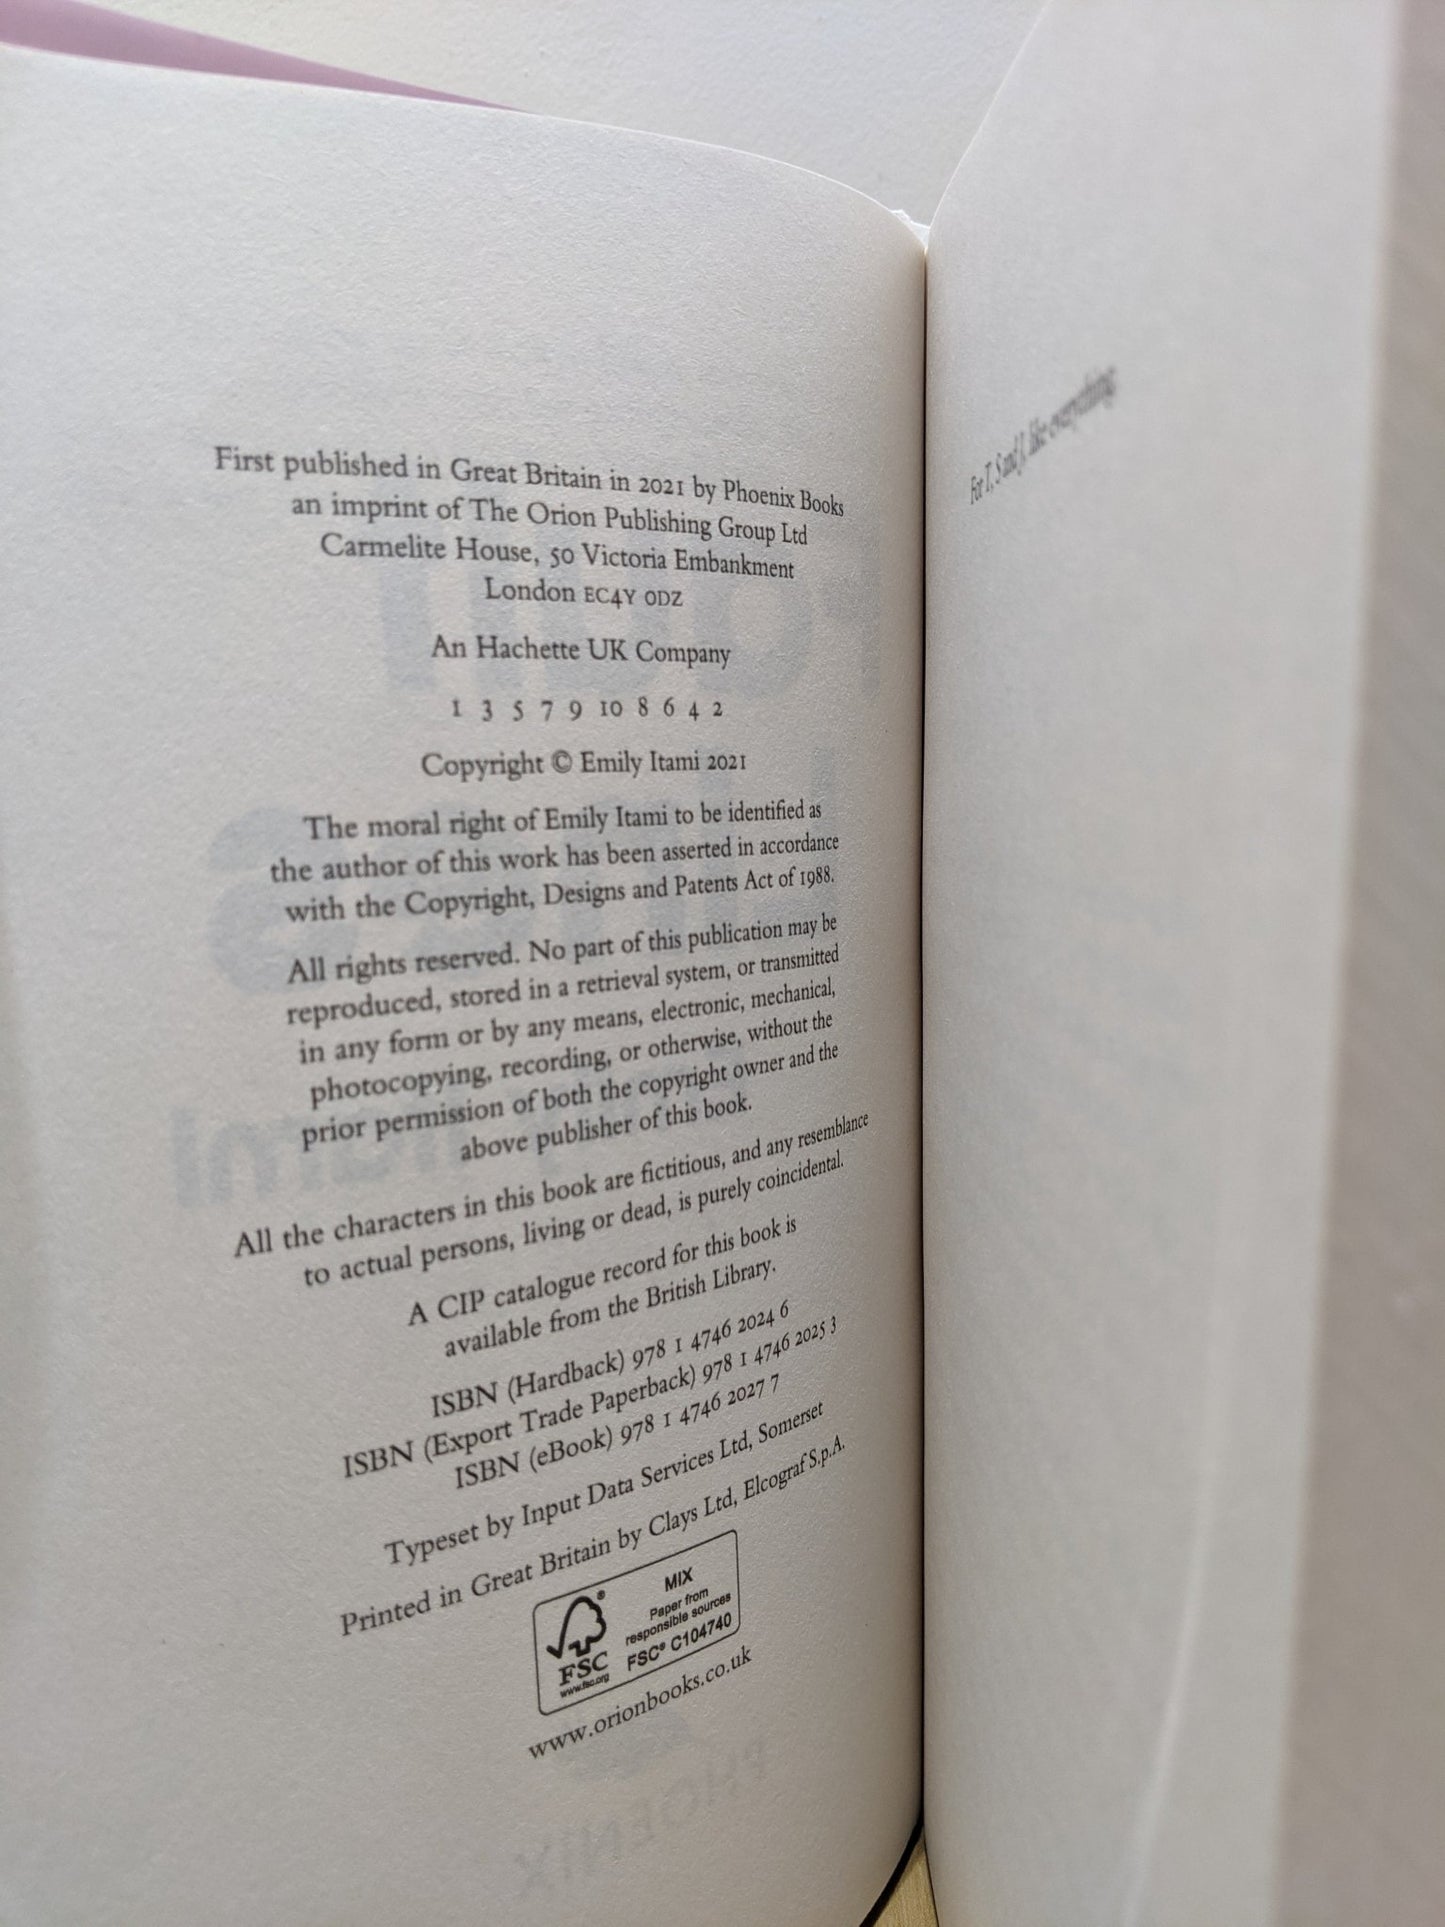 First published in Great Britain in 2021 by Phoenix Books
an imprint of The Orion Publishing Group Ltd
Carmelite House, 50 Victoria Embankment
London EC4Y 0DZ
An Hachette UK Company
1 3 5 7 9 10 8 6 4 2
Copyright © Emily Itami 2021
The moral right of Emily Itami to be identified as
the author of this work has been asserted in accordance
with the Copyright, Designs and Patents Act of 1988.
All rights reserved. No part of this publication may be
reproduced, stored in a retrieval system, or transmitted
in any form or by any means, electronic, mechanical,
photocopying, recording, or otherwise, without the
prior permission of both the copyright owner and the
above publisher of this book.
All the characters in this book are fictitious, and any resemblance
to actual persons, living or dead, is purely coincidental.
A CIP catalogue record for this book is
available from the British Library.
ISBN (Hardback) 978 1 4746 2024 6
ISBN (Export Trade Paperback) 978 1 4746 2025 3
ISBN (eBook) 978 1 4746 2027 7
Typeset by Input Data Services Ltd, Somerset
Printed in Great Britain by Clays Ltd, Elcograf S.p.A.
FSC
www.fsc.org
MIX
Paper from
responsible sources
FSC® C104740
www.orionbooks.co.uk
PHOENIX
For T, S and J, like everything